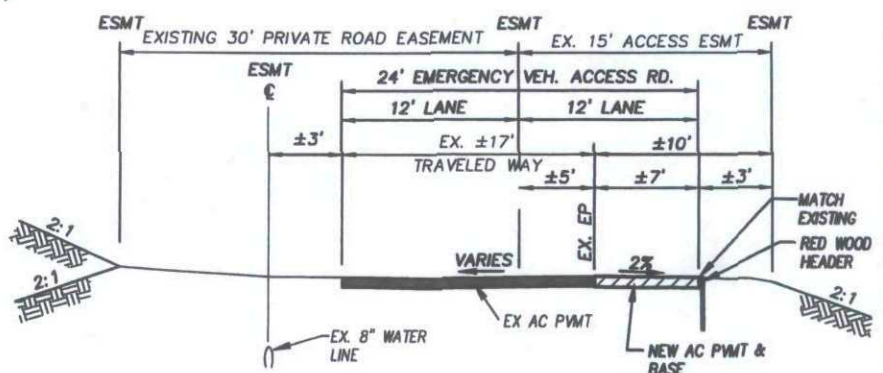 ESMT
ESMT
ESMT
EXISTING 30' PRIVATE ROAD EASEMENT
EX. 15' ACCESS ESMT
ESMT
℄
24' EMERGENCY VEH. ACCESS RD.
12' LANE
12' LANE
±3'
EX. ±17'
±10'
TRAVELED WAY
±5'
±7'
±3'
EX. EP
MATCH
EXISTING
RED WOOD
HEADER
2:1
2:1
VARIES
2%
2:1
EX. 8" WATER
LINE
EX AC PVMT
NEW AC PVMT &
BASE